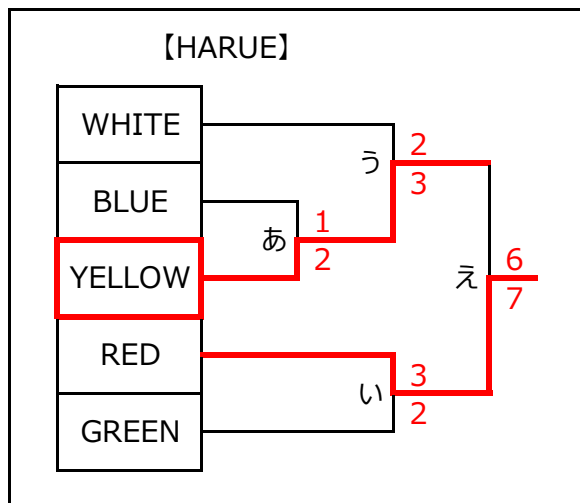 【HARUE】
WHITE
BLUE
YELLOW
RED
GREEN
あ
1
2
う
2
3
い
3
2
え
6
7